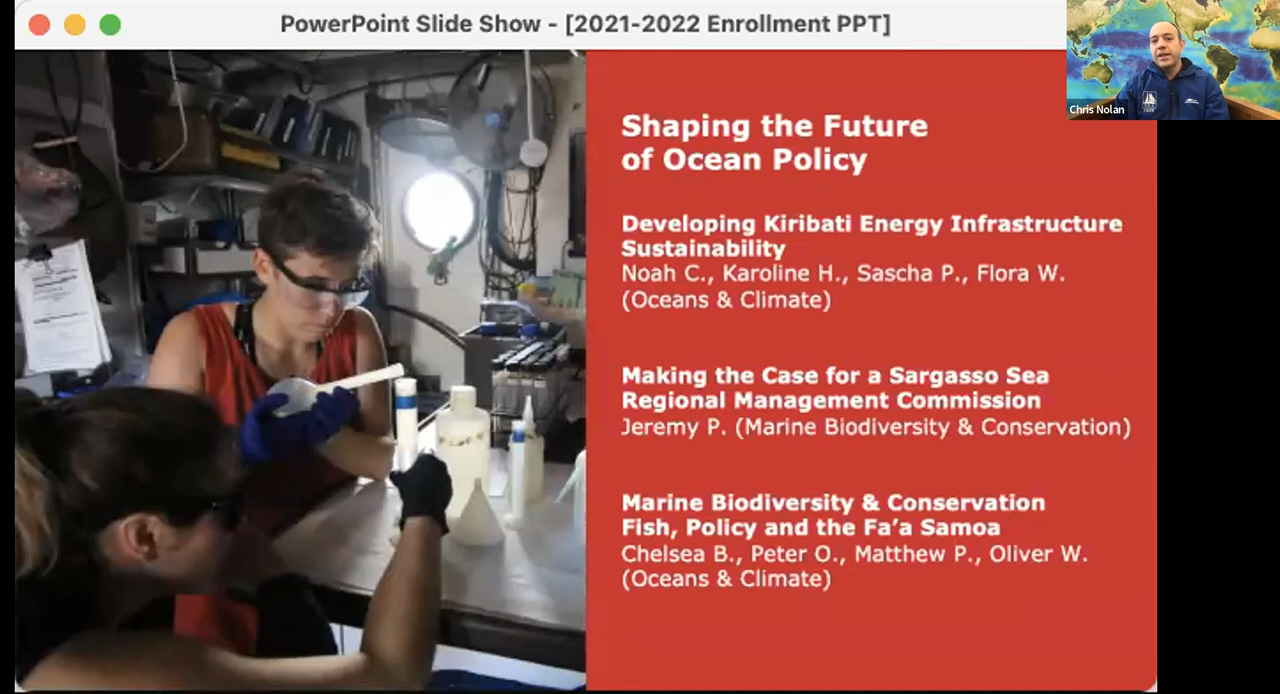 PowerPoint Slide Show - [2021-2022 Enrollment PPT]
Chris Nolan
Shaping the Future
of Ocean Policy
Developing Kiribati Energy Infrastructure
Sustainability
Noah C., Karoline H., Sascha P., Flora W.
(Oceans & Climate)
Making the Case for a Sargasso Sea
Regional Management Commission
Jeremy P. (Marine Biodiversity & Conservation)
Marine Biodiversity & Conservation
Fish, Policy and the Fa’a Samoa
Chelsea B., Peter O., Matthew P., Oliver W.
(Oceans & Climate)